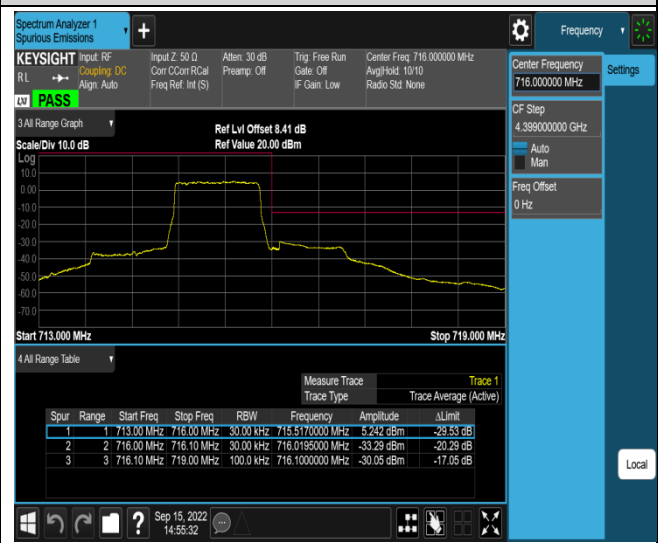 Spectrum Analyzer 1
Spurious Emissions
+
Frequency
KEYSIGHT
RL
Input: RF
Coupling: DC
Align: Auto
Input Z: 50 Ω
Corr CCorr RCal
Freq Ref: Int (S)
Atten: 30 dB
Preamp: Off
Trig: Free Run
Gate: Off
IF Gain: Low
Center Freq: 716.000000 MHz
Avg|Hold: 10/10
Radio Std: None
PASS
Center Frequency
716.000000 MHz
Settings
CF Step
4.399000000 GHz
Auto
Man
Freq Offset
0 Hz
3 All Range Graph
Scale/Div 10.0 dB
Ref Lvl Offset 8.41 dB
Ref Value 20.00 dBm
Log
10.0
0.00
-10.0
-20.0
-30.0
-40.0
-50.0
-60.0
-70.0
Start 713.000 MHz
Stop 719.000 MHz
4 All Range Table
Measure Trace Trace 1
Trace Type Trace Average (Active)
Spur Range Start Freq Stop Freq RBW Frequency Amplitude ΔLimit
1 1 713.00 MHz 716.00 MHz 30.00 kHz 715.5170000 MHz 5.242 dBm -29.53 dB
2 2 716.00 MHz 716.10 MHz 30.00 kHz 716.0195000 MHz -33.29 dBm -20.29 dB
3 3 716.10 MHz 719.00 MHz 100.0 kHz 716.1000000 MHz -30.05 dBm -17.05 dB
Local
?
Sep 15, 2022
14:55:32